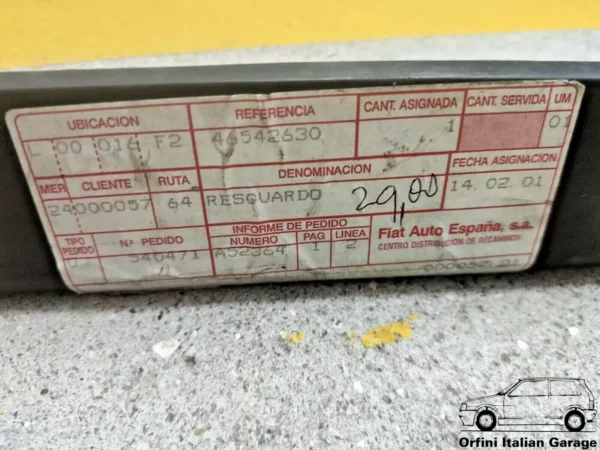 UBICACION REFERENCIA CANT. ASIGNADA CANT. SERVIDA UM
L 00 016 F2 46542630 1 01
MER CLIENTE RUTA DENOMINACION FECHA ASIGNACION
24000057 64 RESGUARDO 29,00 14.02.01
TIPO PEDIDO Nº PEDIDO INFORME DE PEDIDO
NUMERO PAG LINEA Fiat Auto España, s.a.
CENTRO DISTRIBUCION DE RECAMBIOS
540471 A52364 1 2
Orfini Italian Garage